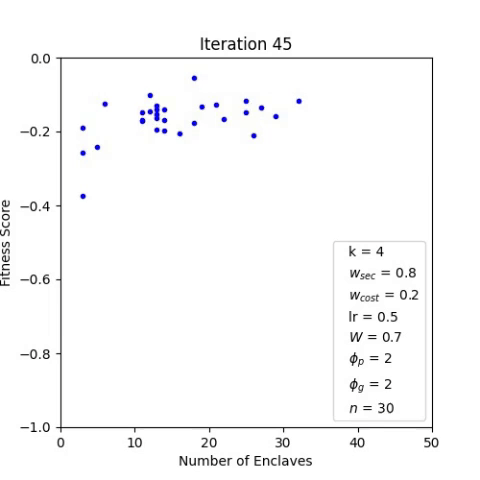 Iteration 45
0.0
−0.2
−0.4
−0.6
−0.8
−1.0
Fitness Score
k = 4
w_sec = 0.8
w_cost = 0.2
lr = 0.5
W = 0.7
ϕ_p = 2
ϕ_g = 2
n = 30
0 10 20 30 40 50
Number of Enclaves